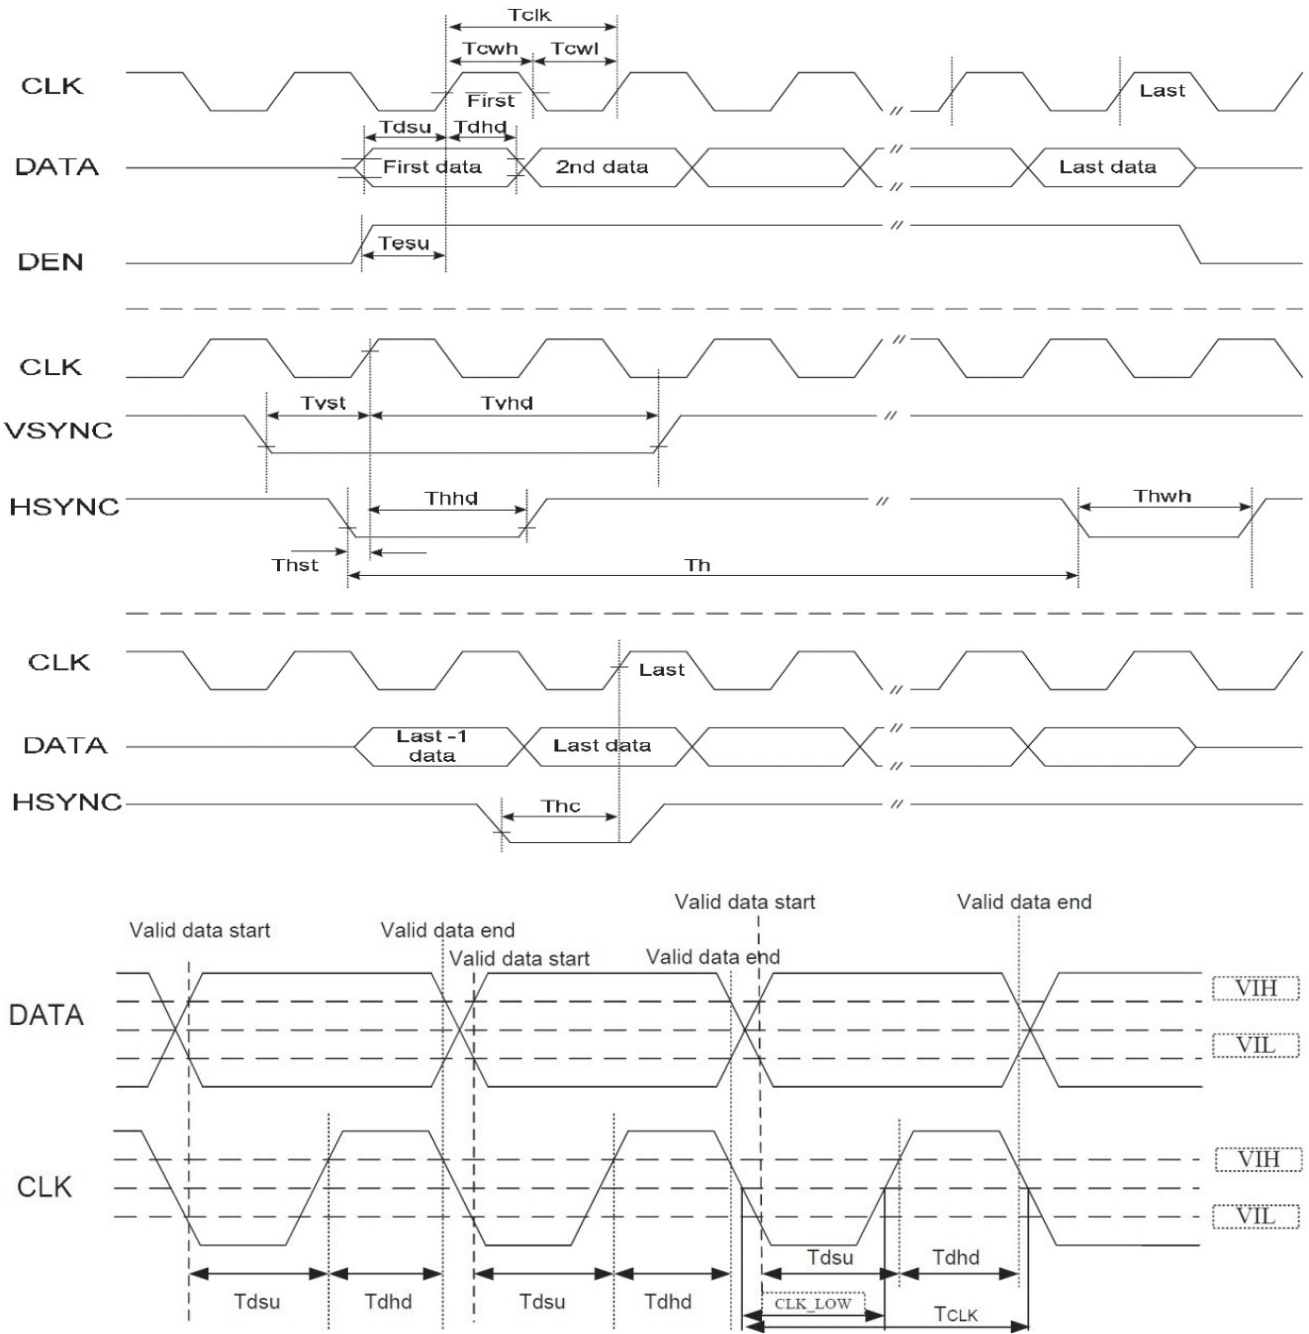 Tclk
Tcwh Tcwl
CLK
First
Last
Tdsu Tdhd
DATA
First data
2nd data
Last data
DEN
Tesu
CLK
Tvst
Tvhd
VSYNC
HSYNC
Thhd
Thwh
Thst
Th
CLK
Last
DATA
Last -1
data
Last data
HSYNC
Thc
Valid data start
Valid data end
Valid data start
Valid data end
Valid data start
Valid data end
DATA
VIH
VIL
CLK
VIH
VIL
Tdsu
Tdhd
Tdsu
Tdhd
Tdsu
Tdhd
CLK_LOW
TCLK